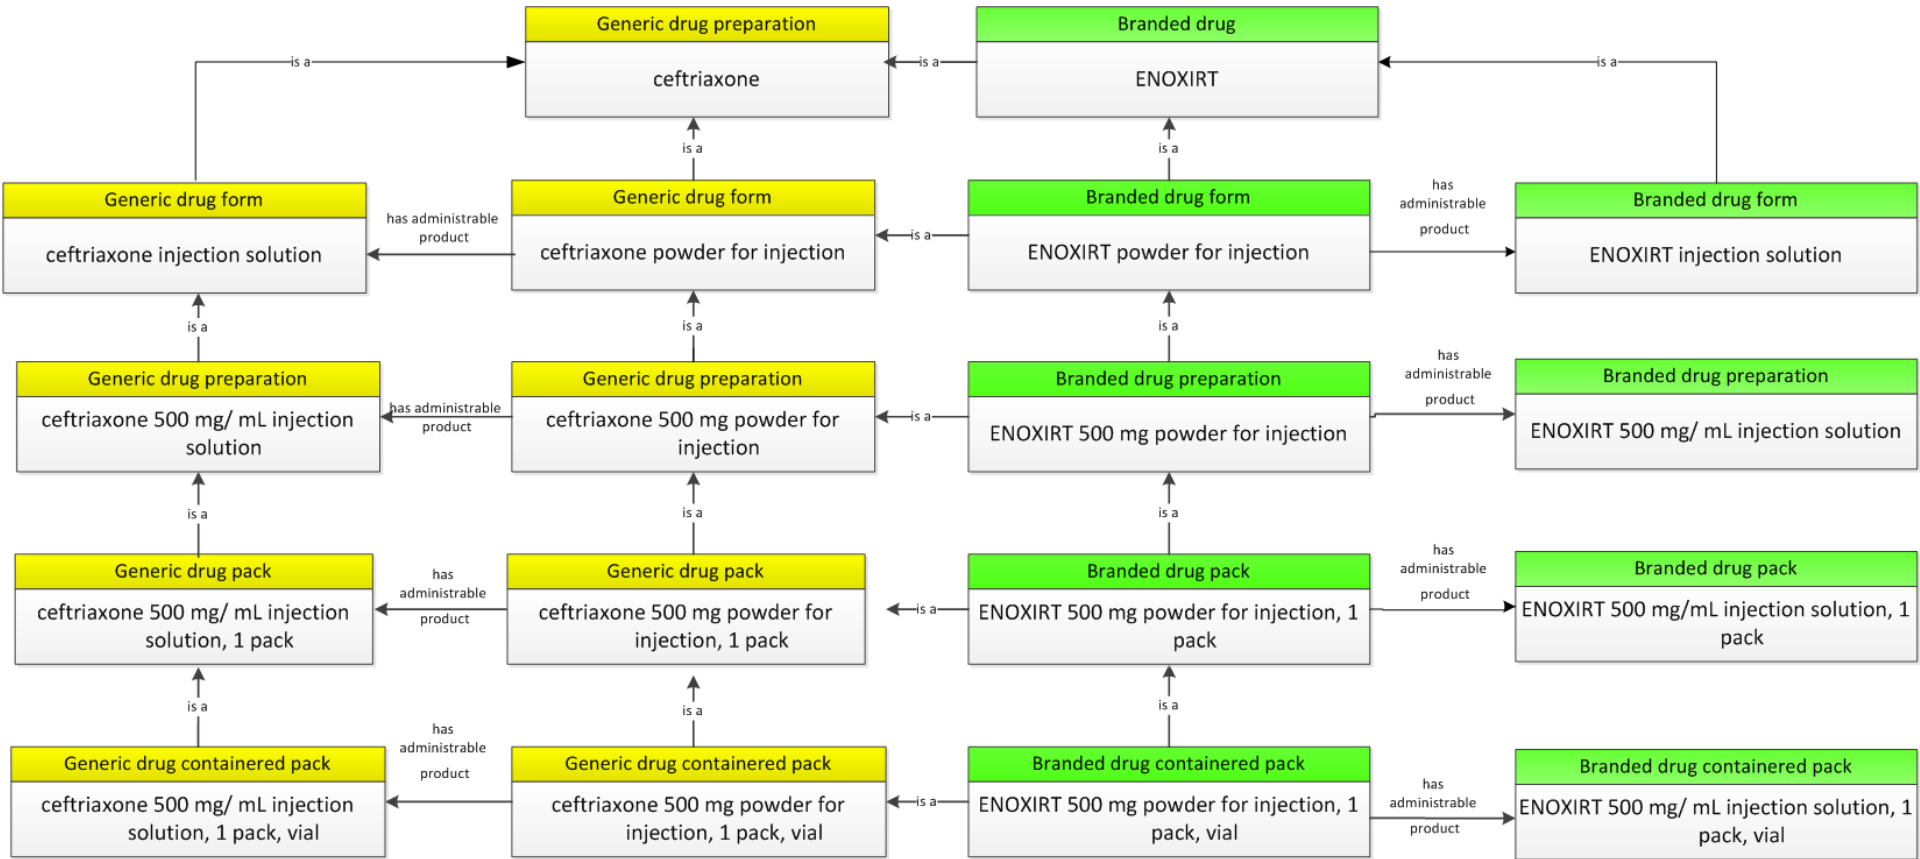 Generic drug preparation
ceftriaxone
Branded drug
ENOXIRT
is a
is a
is a
is a
is a
Generic drug form
ceftriaxone injection solution
has administrable
product
Generic drug form
ceftriaxone powder for injection
is a
Branded drug form
ENOXIRT powder for injection
has
administrable
product
Branded drug form
ENOXIRT injection solution
is a
is a
is a
Generic drug preparation
ceftriaxone 500 mg/ mL injection
solution
has administrable
product
Generic drug preparation
ceftriaxone 500 mg powder for
injection
is a
Branded drug preparation
ENOXIRT 500 mg powder for injection
has
administrable
product
Branded drug preparation
ENOXIRT 500 mg/ mL injection solution
is a
is a
is a
Generic drug pack
ceftriaxone 500 mg/ mL injection
solution, 1 pack
has
administrable
product
Generic drug pack
ceftriaxone 500 mg powder for
injection, 1 pack
is a
Branded drug pack
ENOXIRT 500 mg powder for injection, 1
pack
has
administrable
product
Branded drug pack
ENOXIRT 500 mg/mL injection solution, 1
pack
is a
is a
is a
Generic drug containered pack
ceftriaxone 500 mg/ mL injection
solution, 1 pack, vial
has
administrable
product
Generic drug containered pack
ceftriaxone 500 mg powder for
injection, 1 pack, vial
is a
Branded drug containered pack
ENOXIRT 500 mg powder for injection, 1
pack, vial
has
administrable
product
Branded drug containered pack
ENOXIRT 500 mg/ mL injection solution, 1
pack, vial